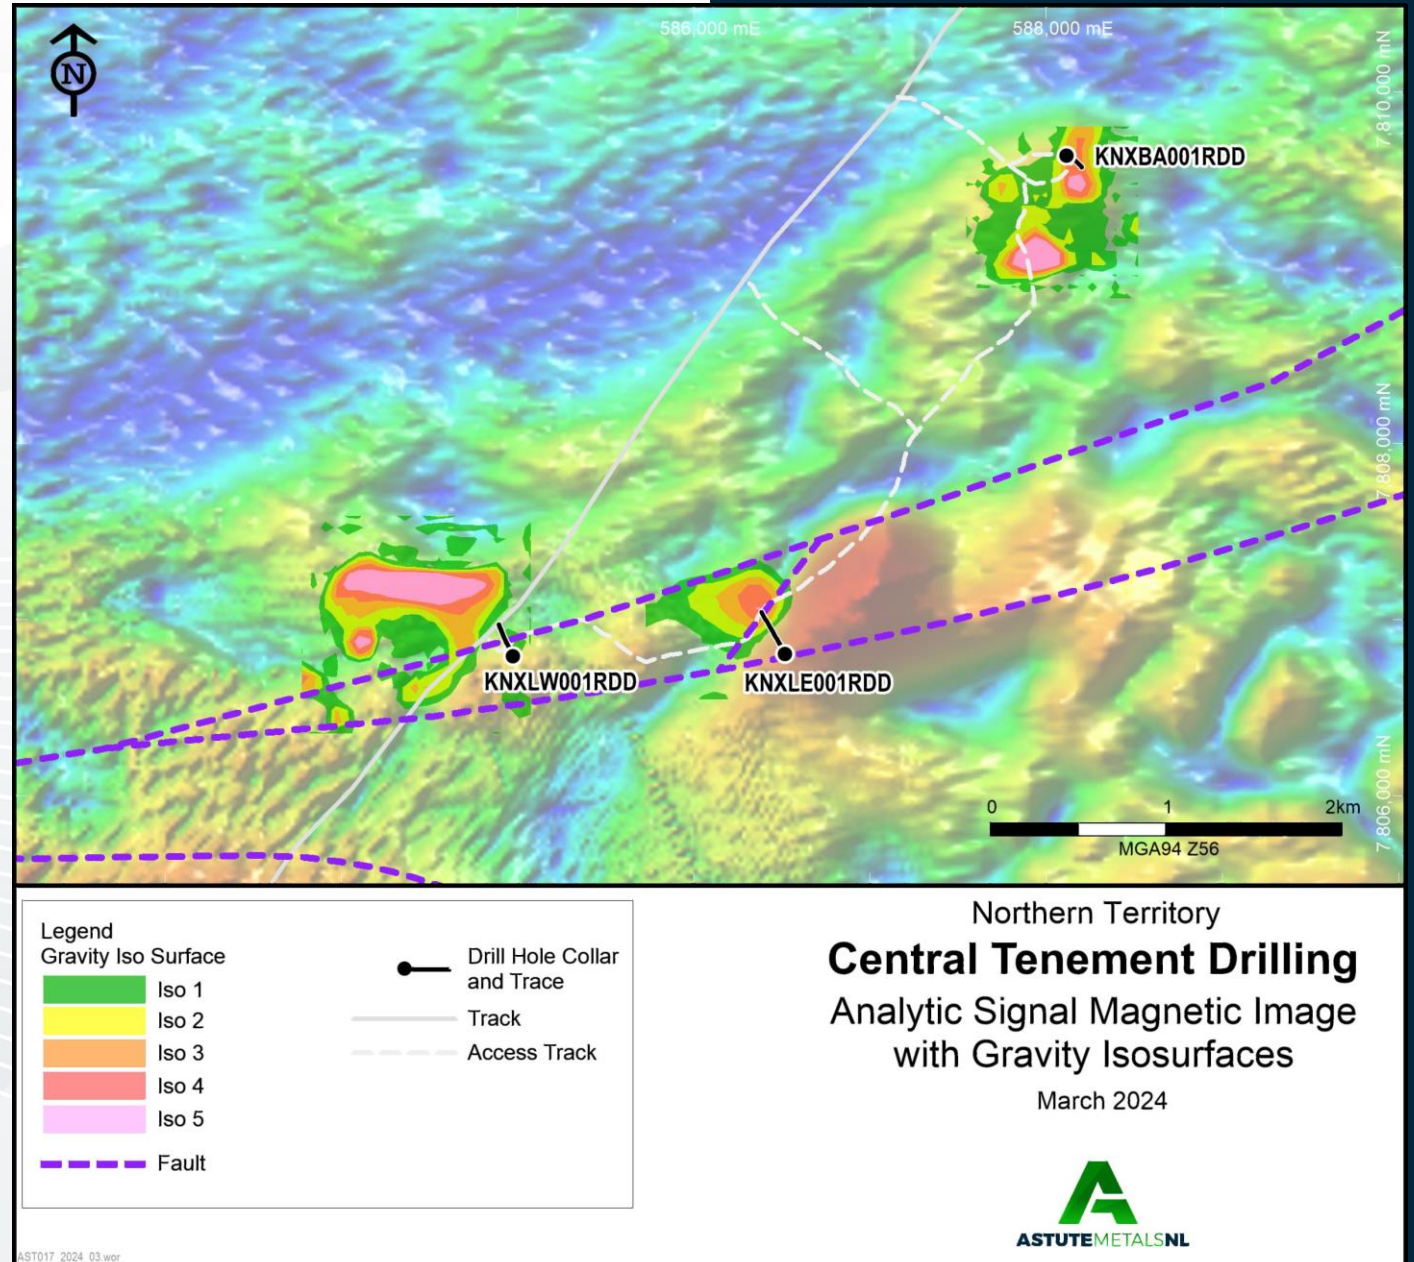 586,000 mE
588,000 mE
N
7,810,000 mN
KNXBA001RDD
7,808,000 mN
KNXLW001RDD
KNXLE001RDD
7,806,000 mN
0 1 2km
MGA94 Z56
Legend
Gravity Iso Surface
Iso 1
Iso 2
Iso 3
Iso 4
Iso 5
Fault
Drill Hole Collar
and Trace
Track
Access Track
Northern Territory
Central Tenement Drilling
Analytic Signal Magnetic Image
with Gravity Isosurfaces
March 2024
ASTUTEMETALSNL
AST017_2024_03.wor